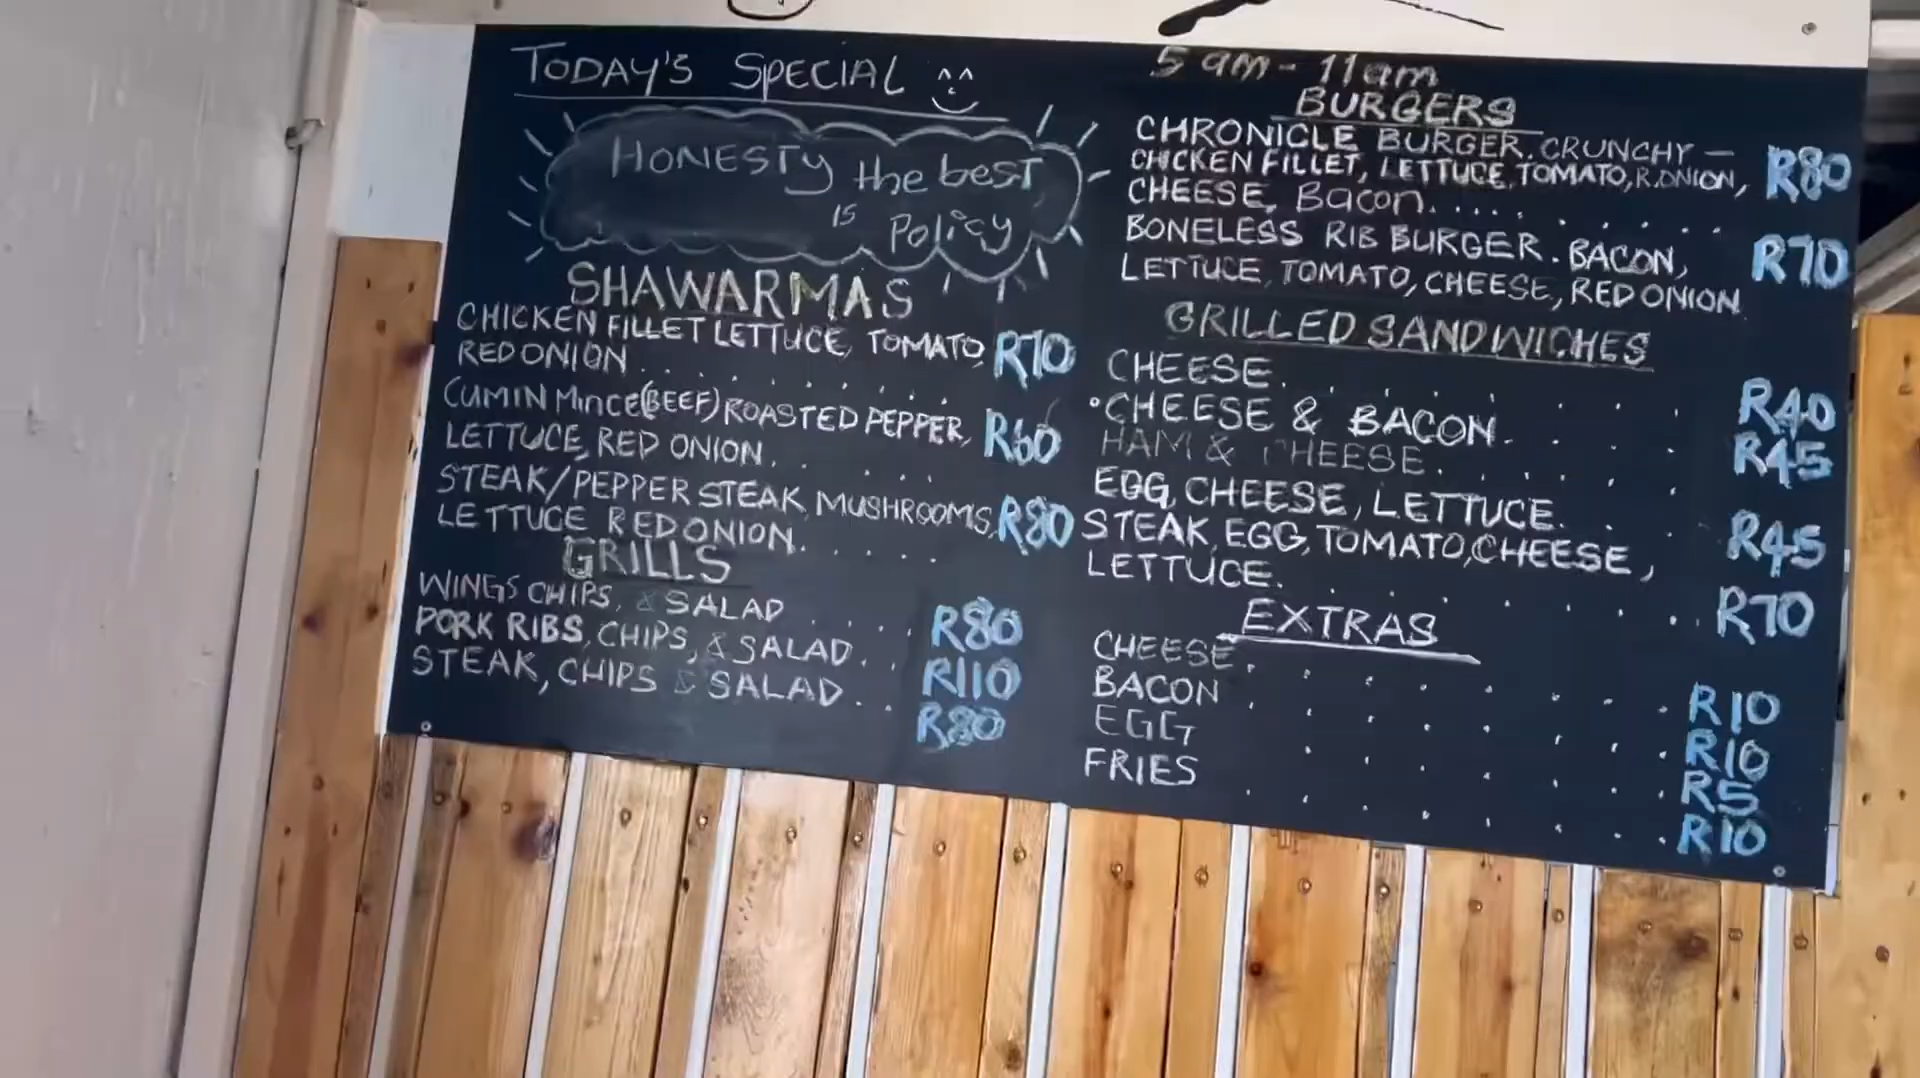 TODAY'S SPECIAL
HONESTY the best
is Policy
SHAWARMAS
CHICKEN FILLET LETTUCE, TOMATO, R70
RED ONION . . . . . . . .
CUMIN Mince(BEEF) ROASTED PEPPER, R60
LETTUCE, RED ONION. . . . .
STEAK/PEPPER STEAK, MUSHROOMS, R80
LETTUCE RED ONION. . . . .
GRILLS
WINGS CHIPS, & SALAD . . . . R80
PORK RIBS, CHIPS, & SALAD . . R110
STEAK, CHIPS & SALAD . . R80
5 am - 11am
BURGERS
CHRONICLE BURGER. CRUNCHY –
CHICKEN FILLET, LETTUCE, TOMATO, R.ONION, R80
CHEESE, Bacon. . . . . . . . .
BONELESS RIB BURGER. BACON, R70
LETTUCE, TOMATO, CHEESE, RED ONION
GRILLED SANDWICHES
CHEESE. . . . . . . R40
CHEESE & BACON. . . . R45
HAM & CHEESE. . . . .
EGG, CHEESE, LETTUCE. . . R45
STEAK, EGG, TOMATO, CHEESE,
LETTUCE. . . . . . . R70
EXTRAS
CHEESE. . . . . . . R10
BACON . . . . . . . R10
EGG . . . . . . . R5
FRIES . . . . . . . R10